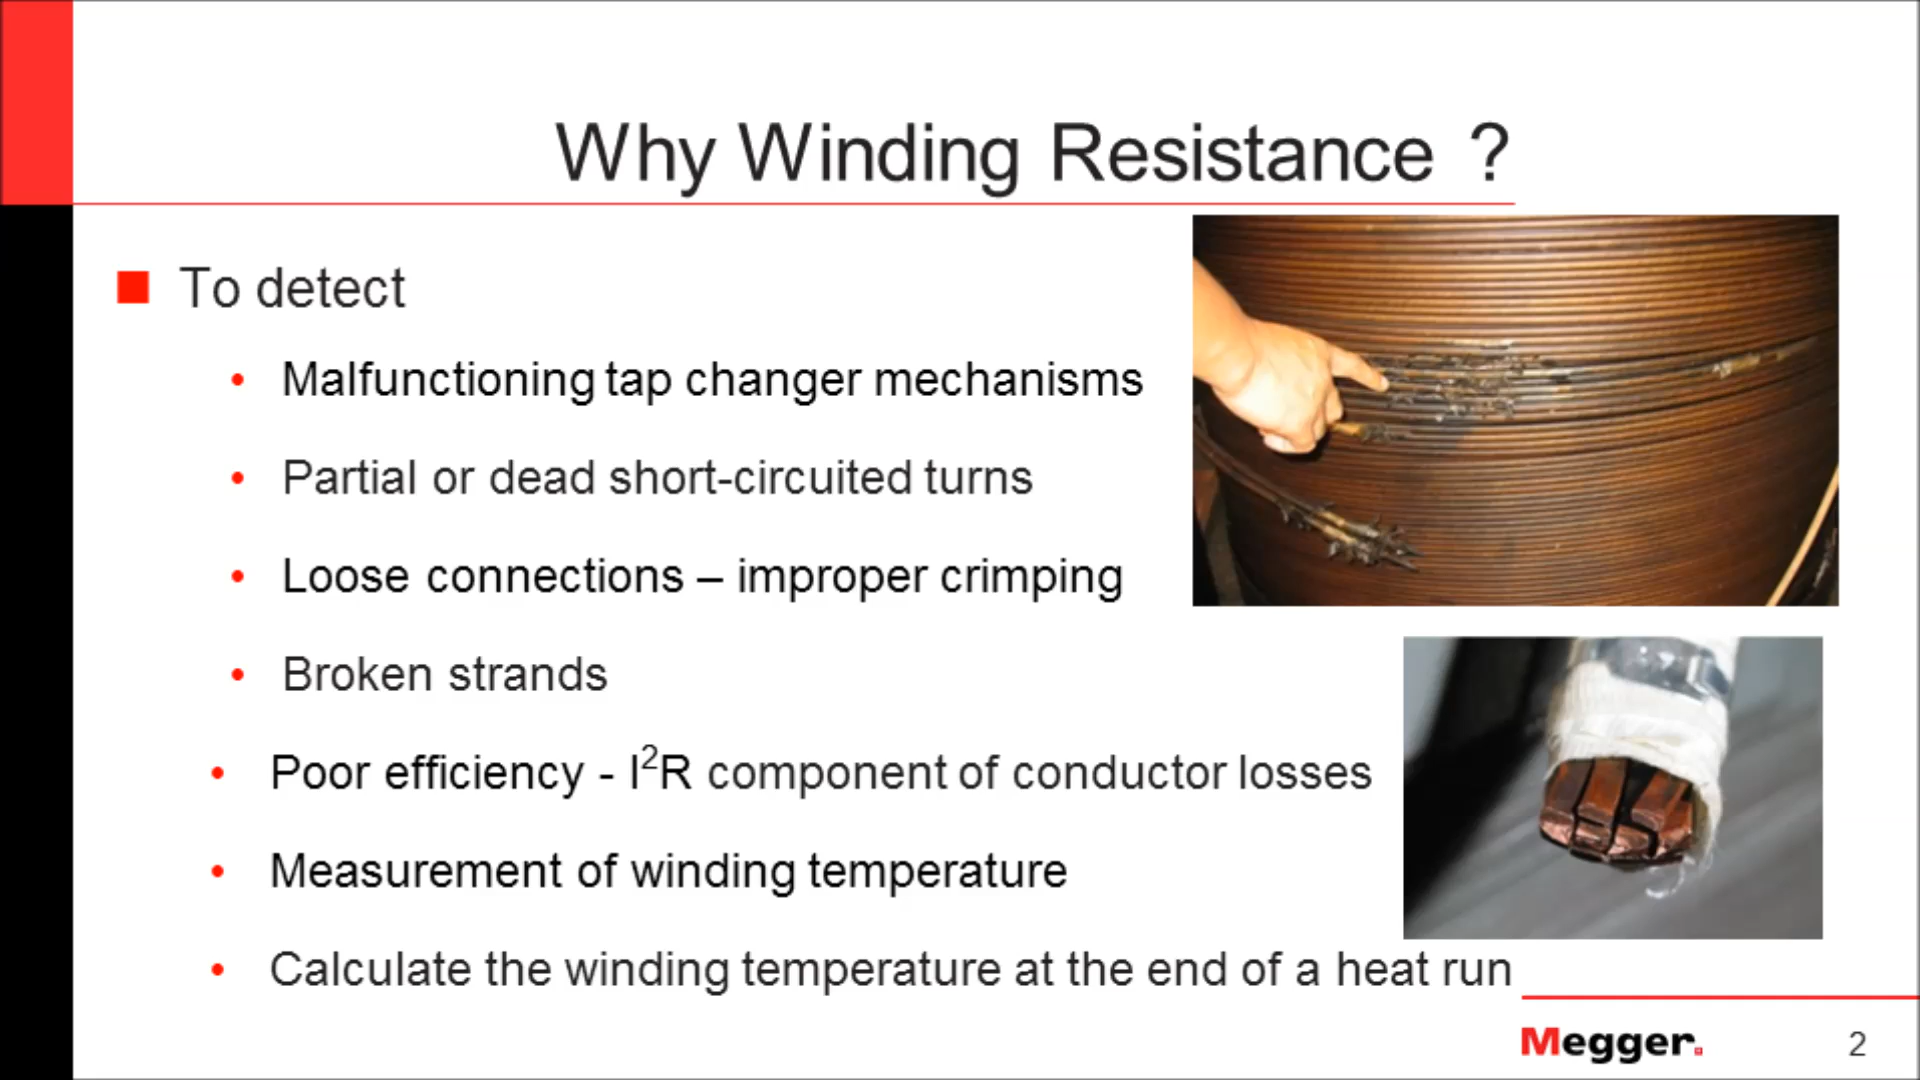 Why Winding Resistance ?
To detect
Malfunctioning tap changer mechanisms
Partial or dead short-circuited turns
Loose connections – improper crimping
Broken strands
Poor efficiency - I²R component of conductor losses
Measurement of winding temperature
Calculate the winding temperature at the end of a heat run
Megger.
2